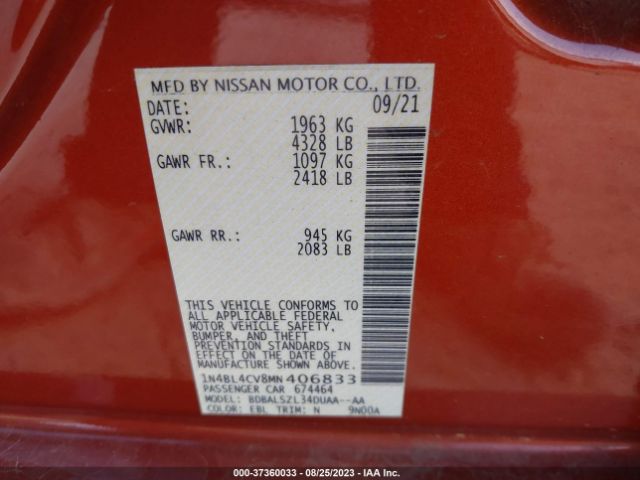 MFD BY NISSAN MOTOR CO., LTD.
DATE: 09/21
GVWR: 1963 KG
4328 LB
GAWR FR.: 1097 KG
2418 LB
GAWR RR.: 945 KG
2083 LB
THIS VEHICLE CONFORMS TO
ALL APPLICABLE FEDERAL
MOTOR VEHICLE SAFETY,
BUMPER, AND THEFT
PREVENTION STANDARDS IN
EFFECT ON THE DATE OF
MANUFACTURE SHOWN ABOVE.
1N4BL4CV8MN406833
PASSENGER CAR 674464
MODEL: BDBALSZL34DUAA--AA
COLOR: EBL TRIM: N 9N00A
000-37360033 - 08/25/2023 - IAA Inc.